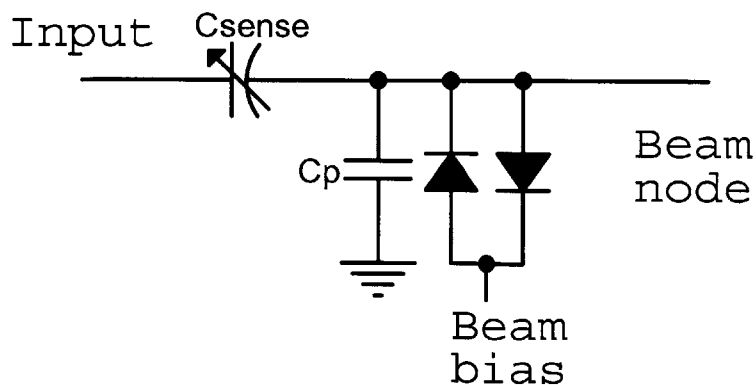 Input
Csense
Cp
Beam
node
Beam
bias